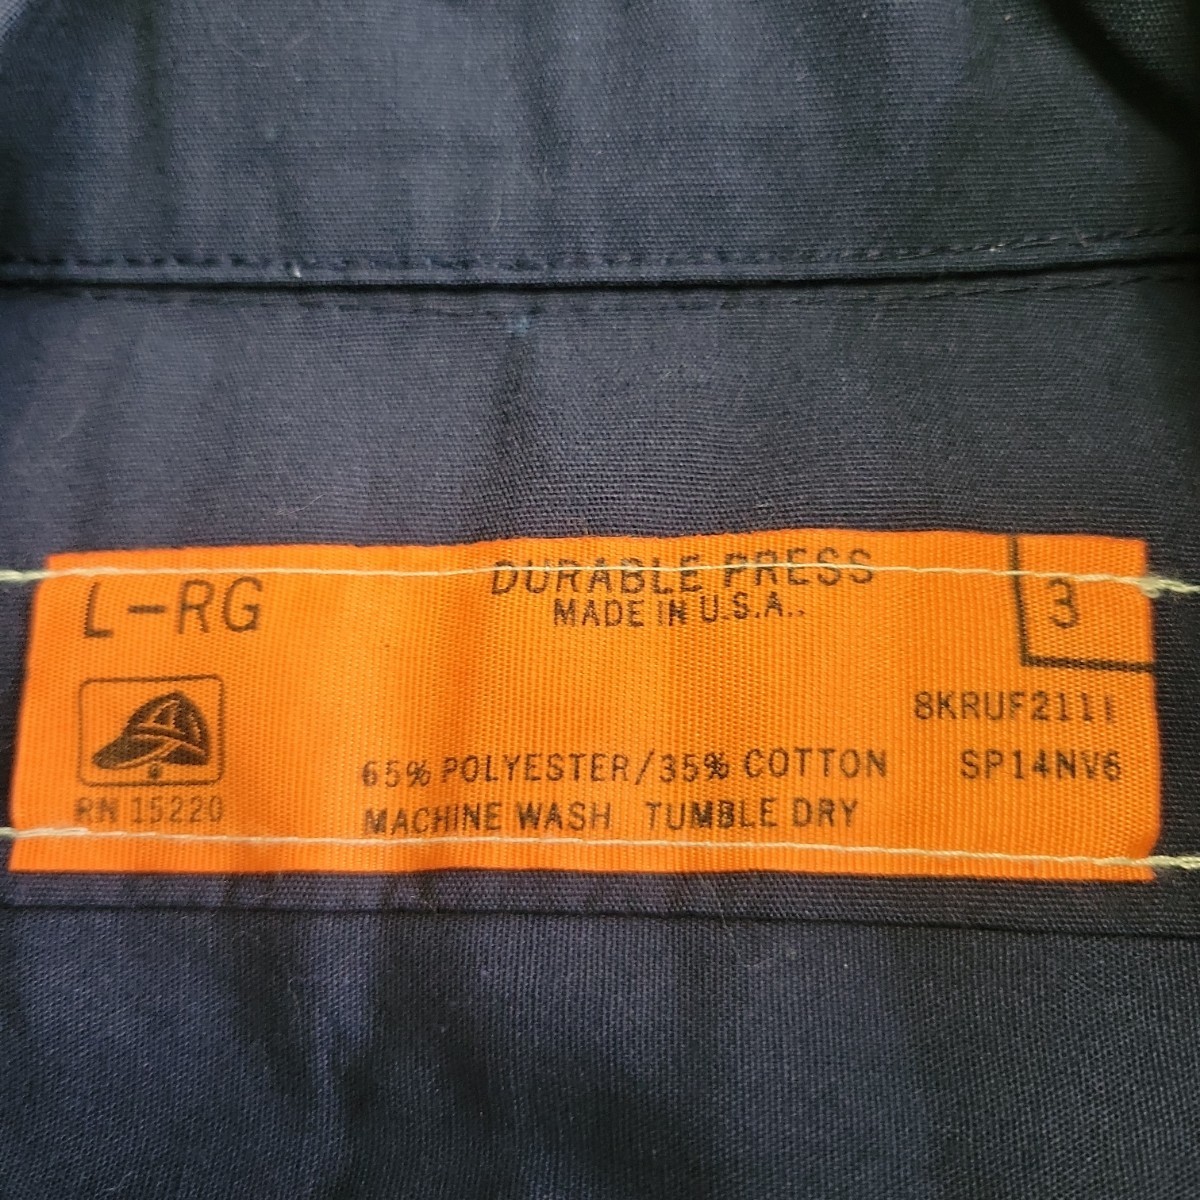 L-RG
DURABLE PRESS
MADE IN U.S.A..
3
8KRUF2111
65% POLYESTER/35% COTTON
SP14NV6
RN 15220
MACHINE WASH TUMBLE DRY